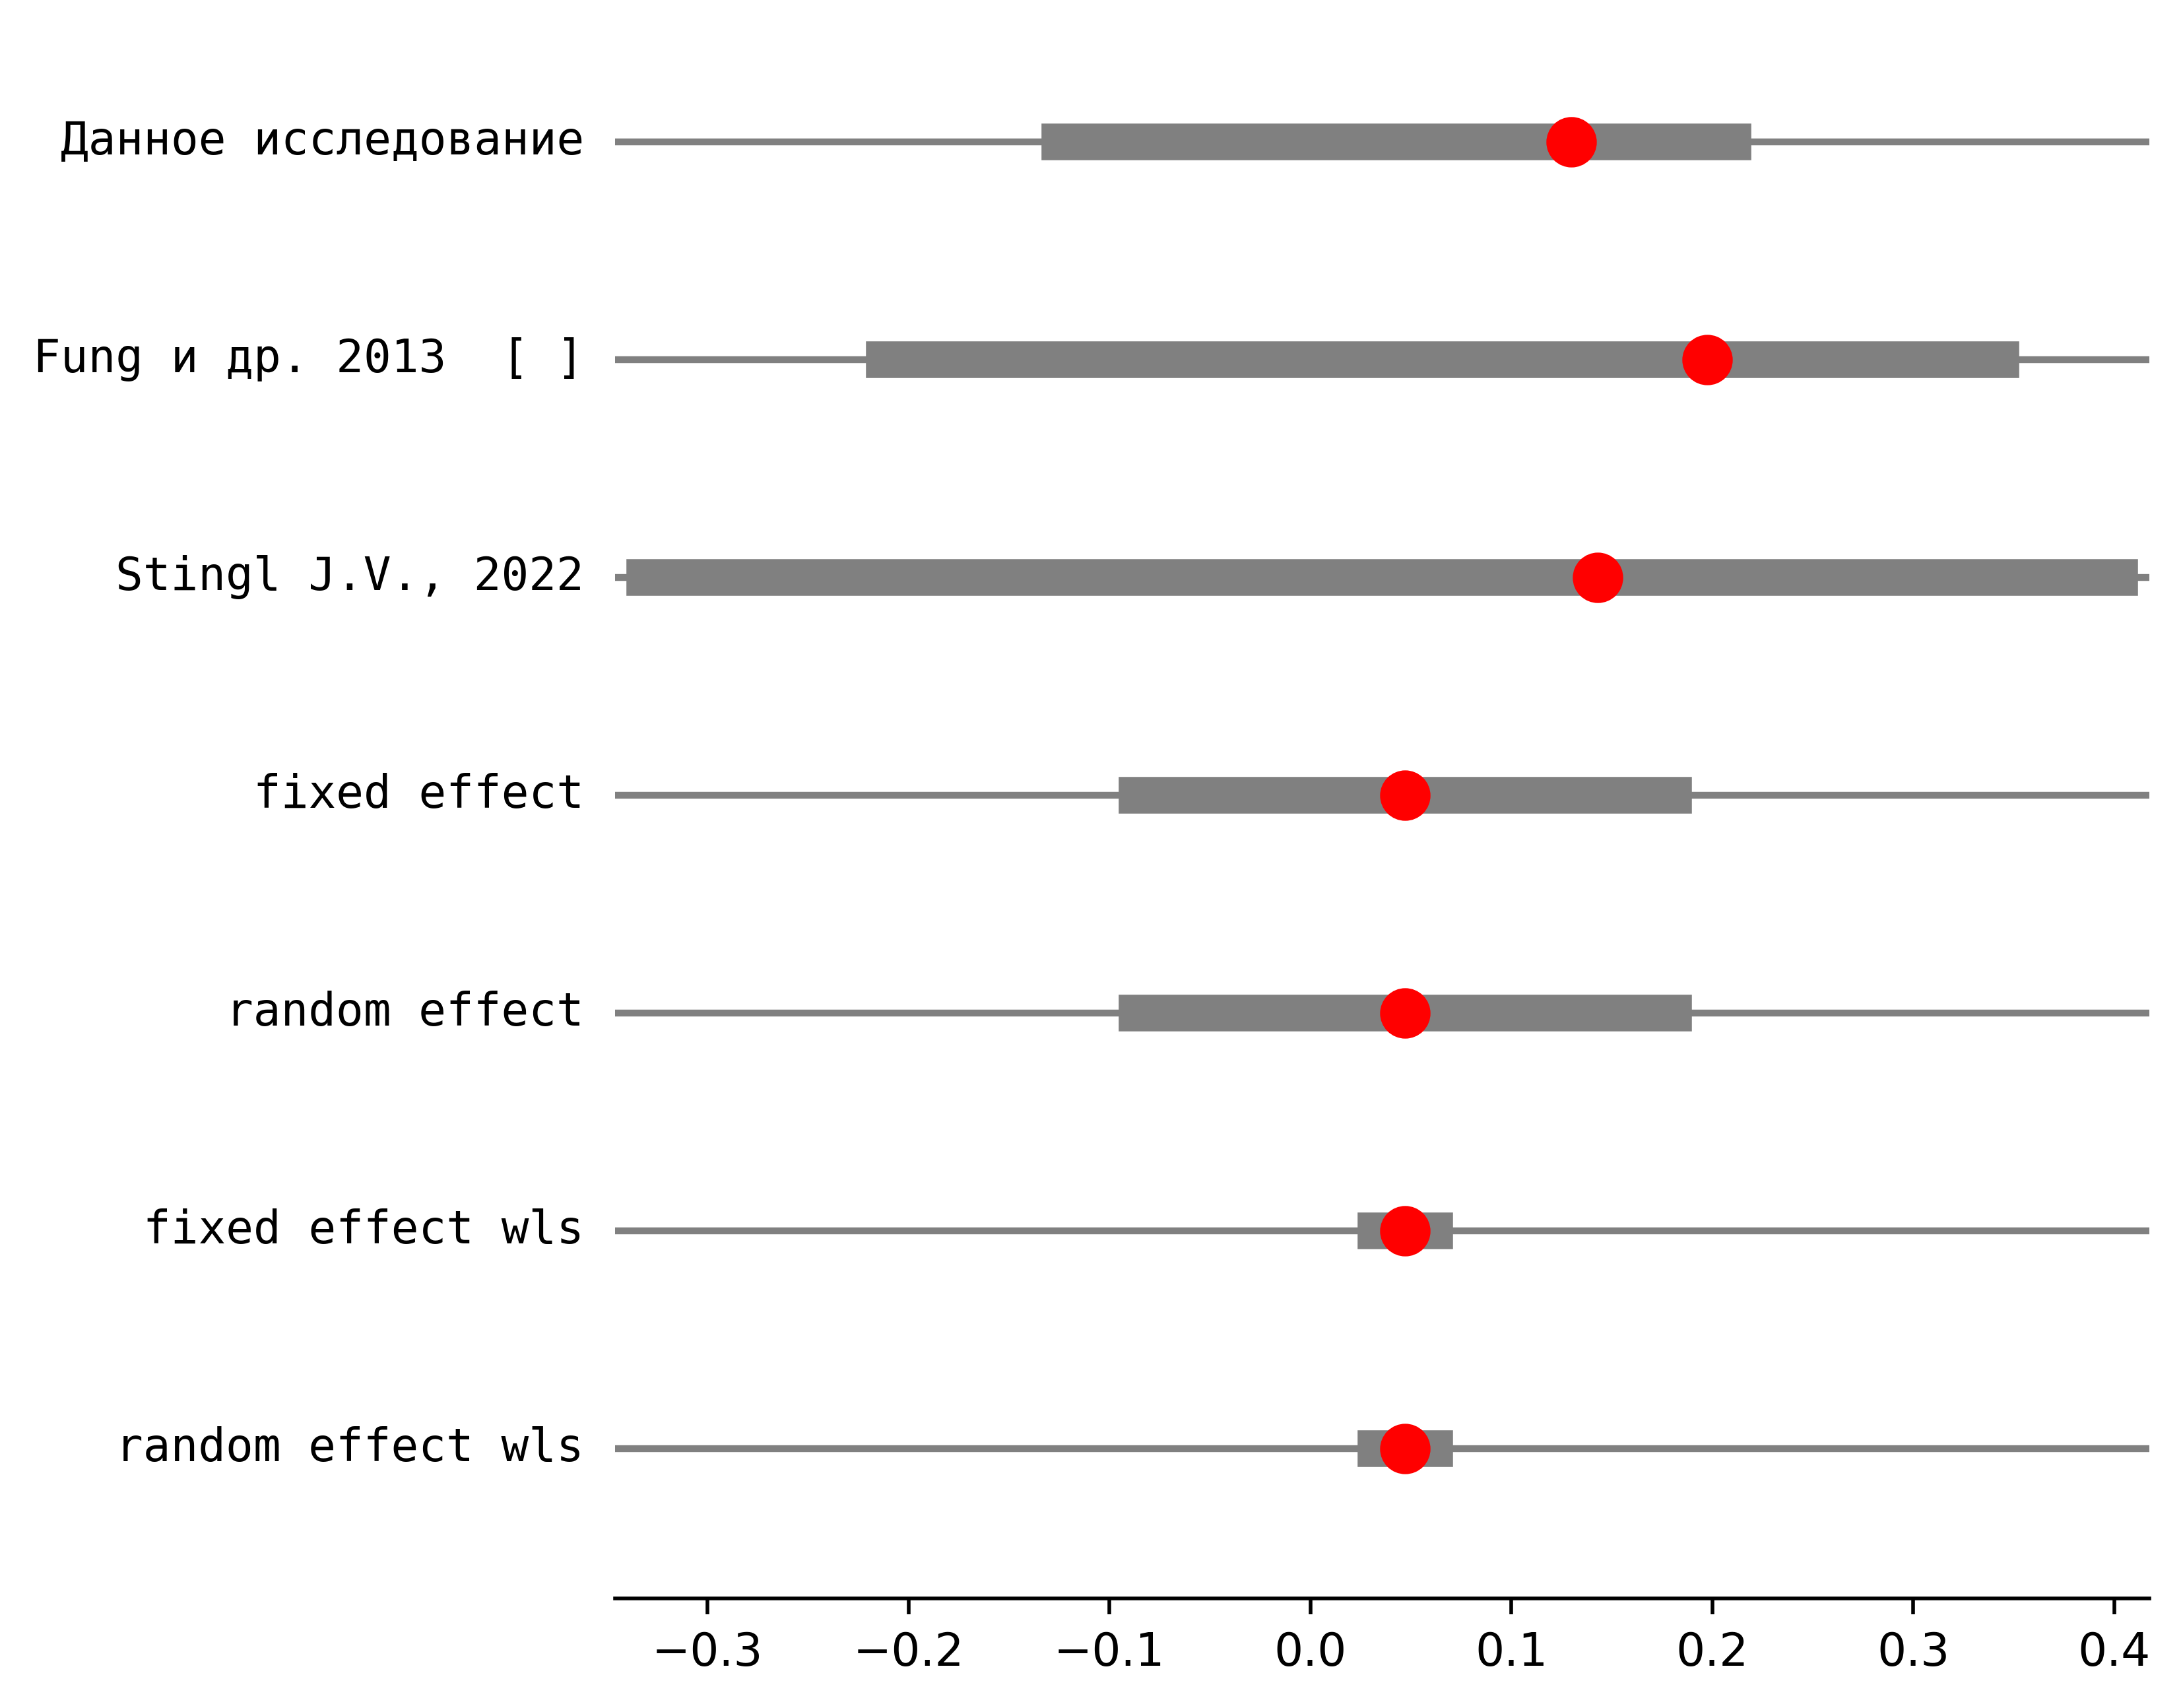 Данное исследование
Fung и др. 2013  [ ]
Stingl J.V., 2022
fixed effect
random effect
fixed effect wls
random effect wls
−0.3 −0.2 −0.1 0.0 0.1 0.2 0.3 0.4